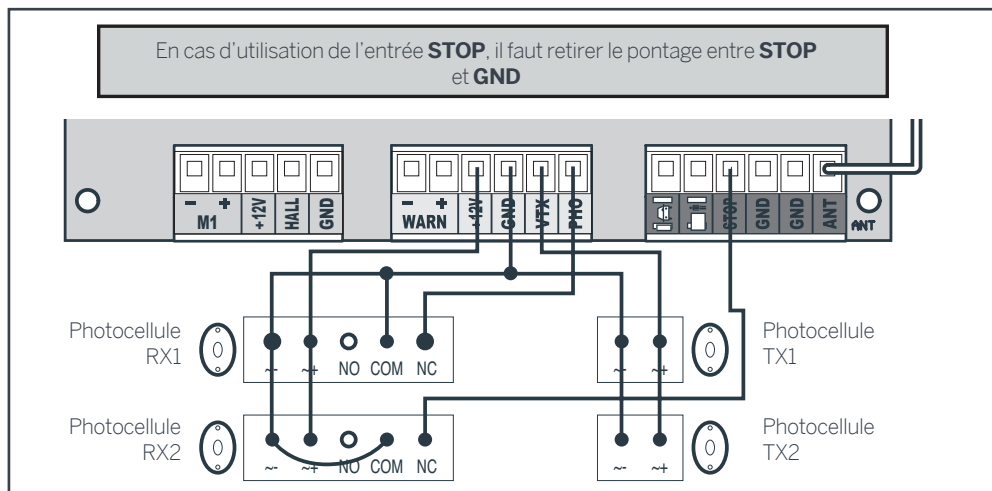 En cas d'utilisation de l'entrée STOP, il faut retirer le pontage entre STOP
et GND
- +
M1
+12V
HALL
GND
- +
WARN
+12V
GND
VTX
PHO
STOP
GND
GND
ANT
ANT
Photocellule
RX1
~- ~+ NO COM NC
Photocellule
TX1
~- ~+
Photocellule
RX2
~- ~+ NO COM NC
Photocellule
TX2
~- ~+